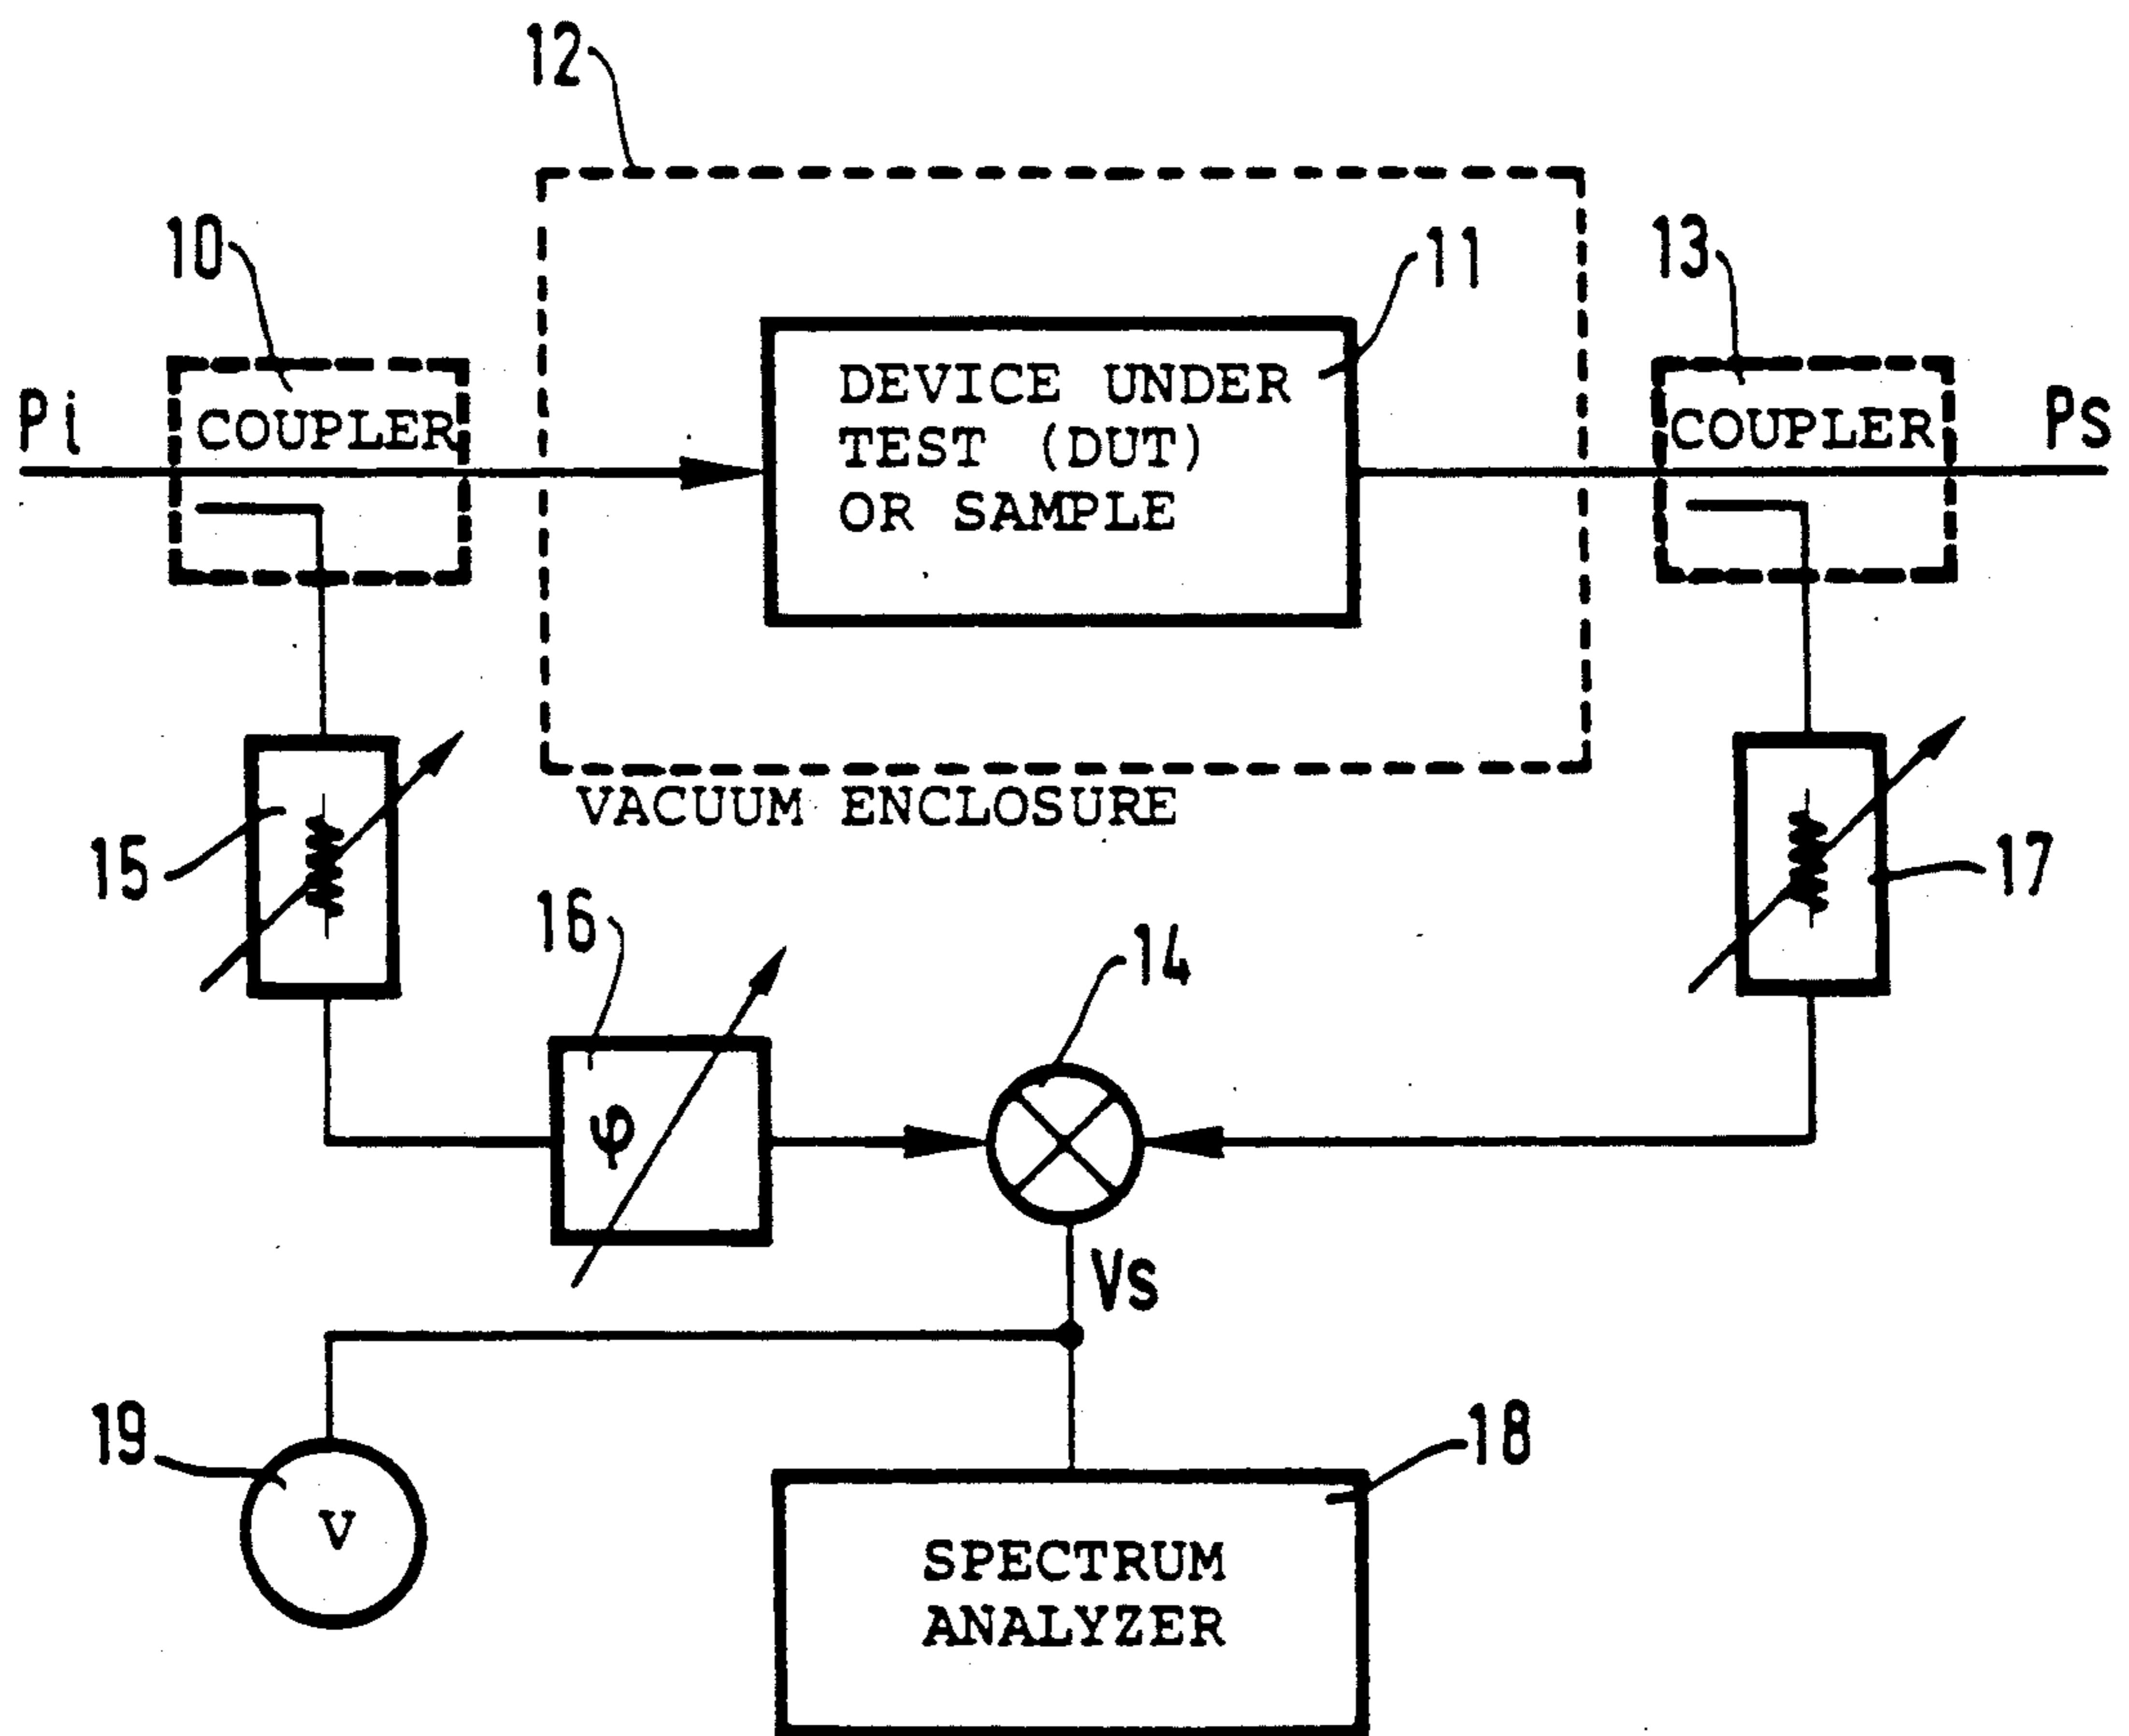 12
10
11
13
Pi
COUPLER
DEVICE UNDER
TEST (DUT)
OR SAMPLE
COUPLER
Ps
VACUUM ENCLOSURE
15
17
16
14
φ
Vs
19
18
V
SPECTRUM
ANALYZER